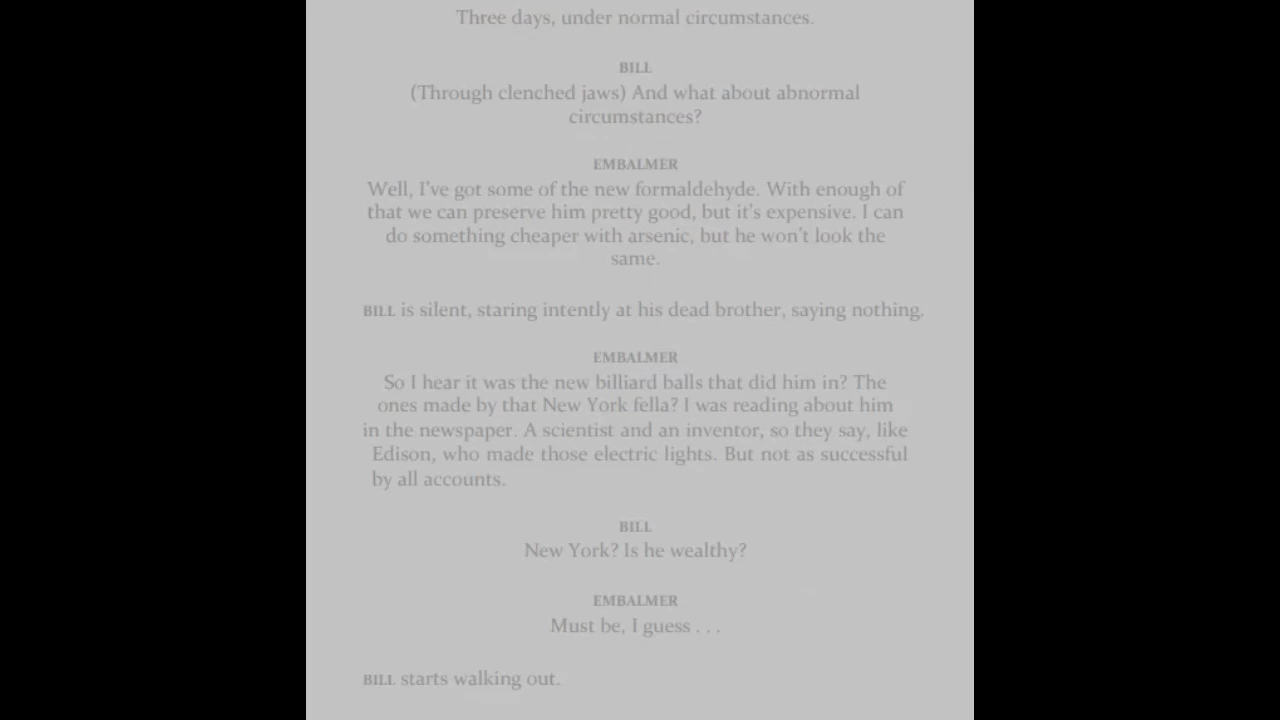 Three days, under normal circumstances.
BILL
(Through clenched jaws) And what about abnormal
circumstances?
EMBALMER
Well, I've got some of the new formaldehyde. With enough of
that we can preserve him pretty good, but it's expensive. I can
do something cheaper with arsenic, but he won't look the
same.
BILL is silent, staring intently at his dead brother, saying nothing.
EMBALMER
So I hear it was the new billiard balls that did him in? The
ones made by that New York fella? I was reading about him
in the newspaper. A scientist and an inventor, so they say, like
Edison, who made those electric lights. But not as successful
by all accounts.
BILL
New York? Is he wealthy?
EMBALMER
Must be, I guess . . .
BILL starts walking out.